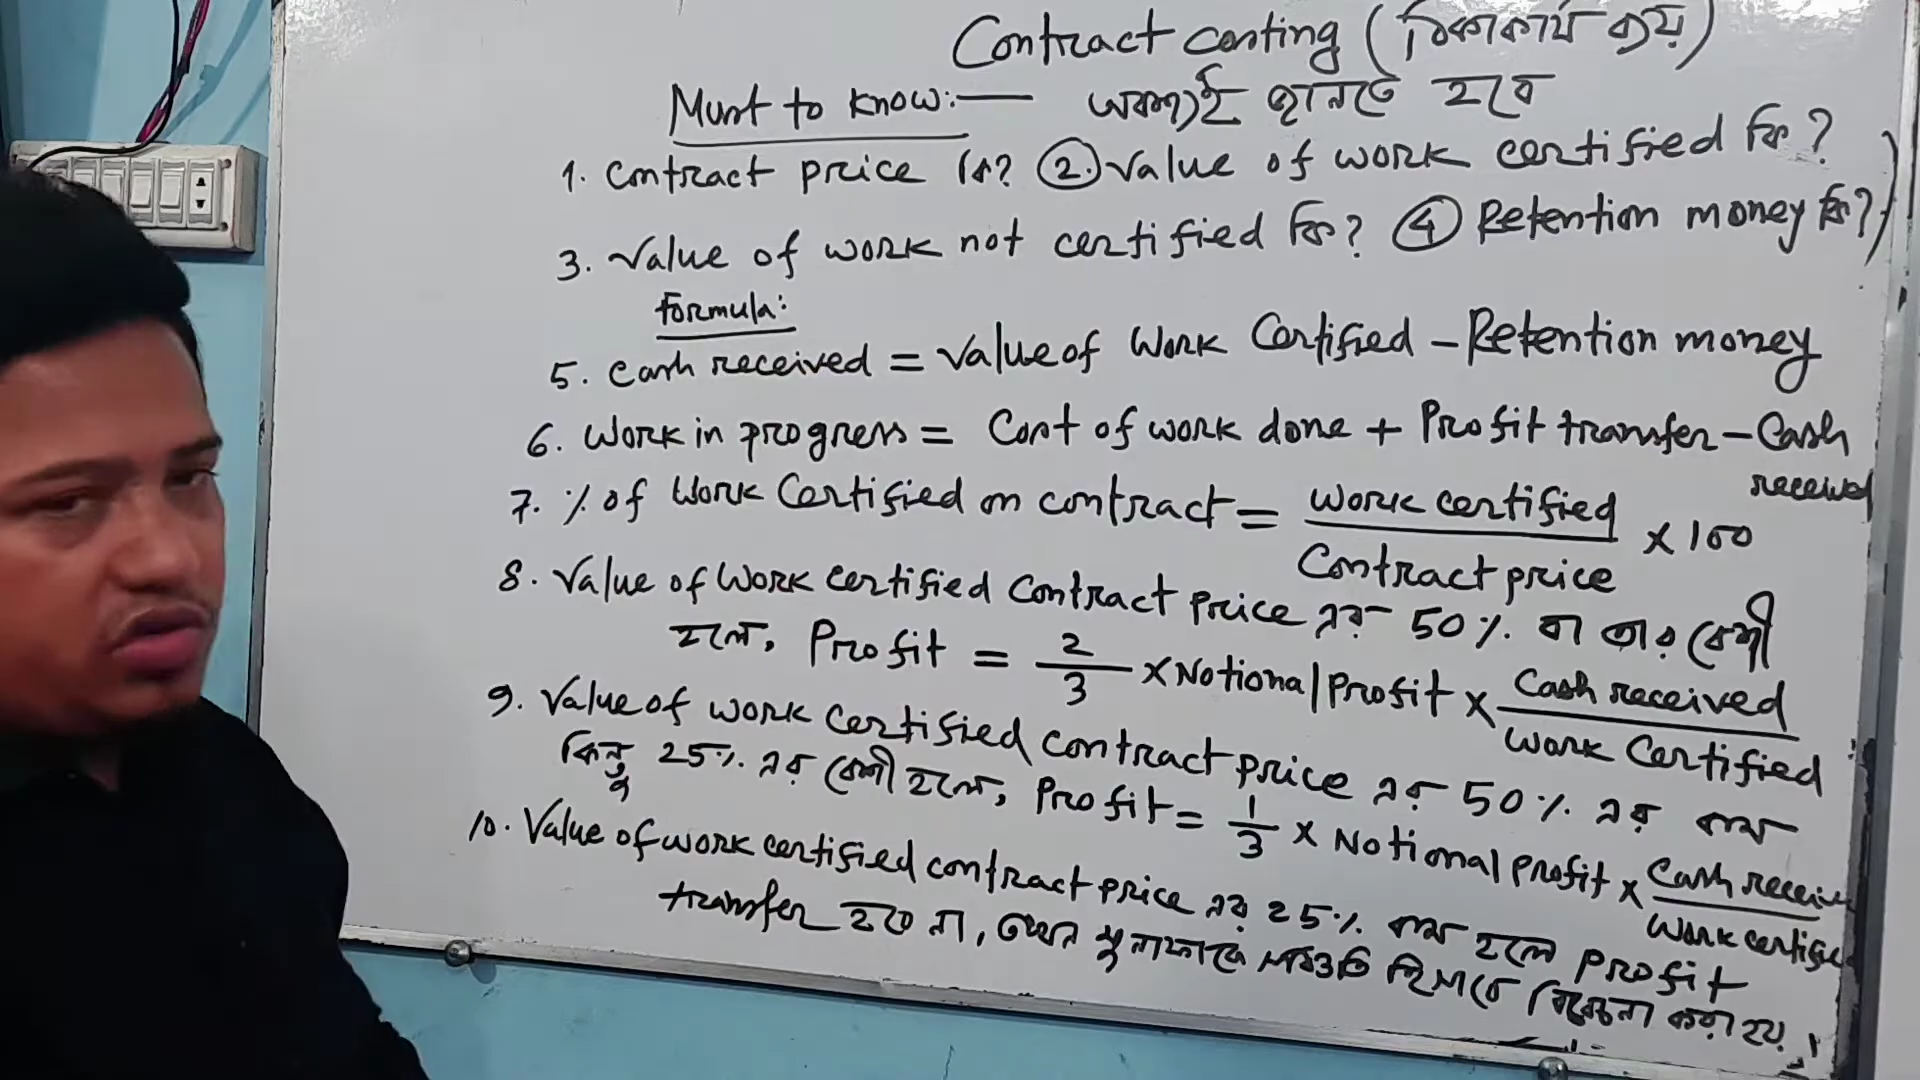 Contract costing (ঠিকাকার্য ব্যয়)
Must to know:— অবশ্যই জানতে হবে
1. Contract price কি? ②. Value of work certified কি?
3. Value of work not certified কি? ④ Retention money কি?
Formula:
5. Cash received = Value of Work Certified – Retention money
6. Work in progress = Cost of work done + Profit transfer – Cash received
7. % of Work Certified on contract = Work certified / Contract price × 100
8. Value of Work certified Contract price এর 50% বা তার বেশী
হলে, Profit = 2/3 × Notional Profit × Cash received / Work Certified
9. Value of work certified contract price এর 50% এর কম
কিন্তু 25% এর বেশী হলে, Profit = 1/3 × Notional Profit × Cash receive / Work certifie
10. Value of work certified contract price এর 25% কম হলে Profit
transfer হবে না, তখন মুনাফাকে সঞ্চিতি হিসাবে বিবেচনা করা হয়।